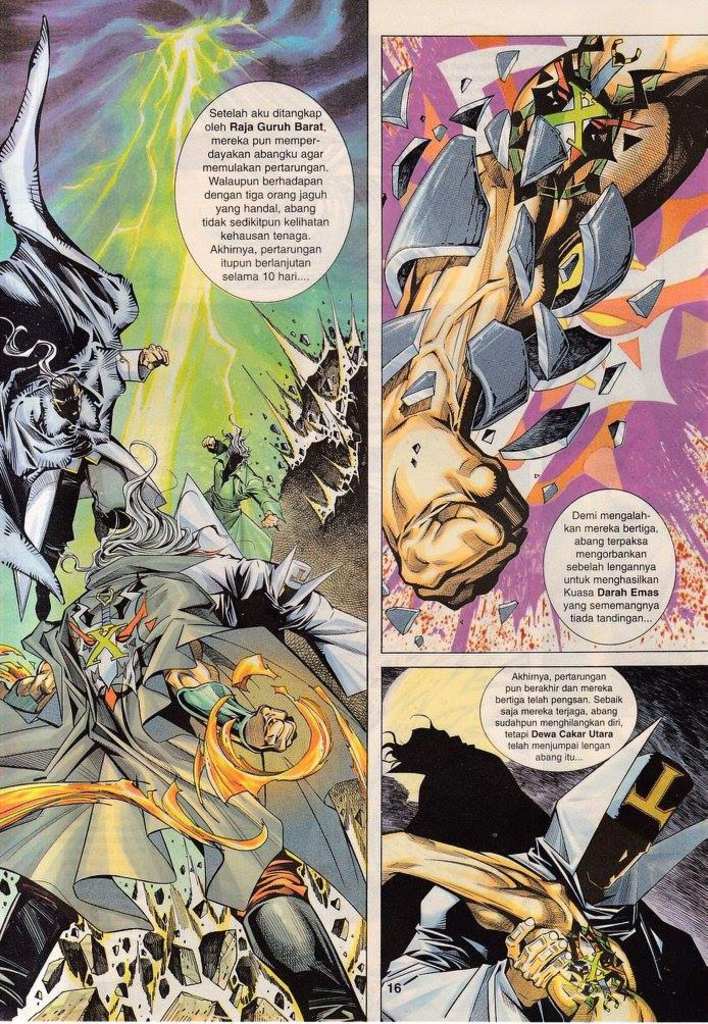 Setelah aku ditangkap
oleh Raja Guruh Barat,
mereka pun memper-
dayakan abangku agar
memulakan pertarungan.
Walaupun berhadapan
dengan tiga orang jaguh
yang handal, abang
tidak sedikitpun kelihatan
kehausan tenaga.
Akhirnya, pertarungan
itupun berlanjutan
selama 10 hari....
Demi mengalah-
kan mereka bertiga,
abang terpaksa
mengorbankan
sebelah lengannya
untuk menghasilkan
Kuasa Darah Emas
yang sememangnya
tiada tandingan...
Akhirnya, pertarungan
pun berakhir dan mereka
bertiga telah pengsan. Sebaik
saja mereka terjaga, abang
sudahpun menghilangkan diri,
tetapi Dewa Cakar Utara
telah menjumpai lengan
abang itu...
16